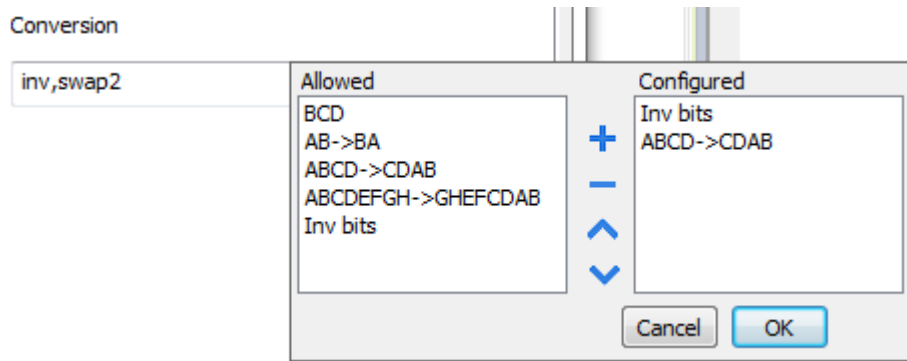 Conversion
inv,swap2
Allowed
BCD
AB->BA
ABCD->CDAB
ABCDEFGH->GHEFCDAB
Inv bits
Configured
Inv bits
ABCD->CDAB
Cancel
OK